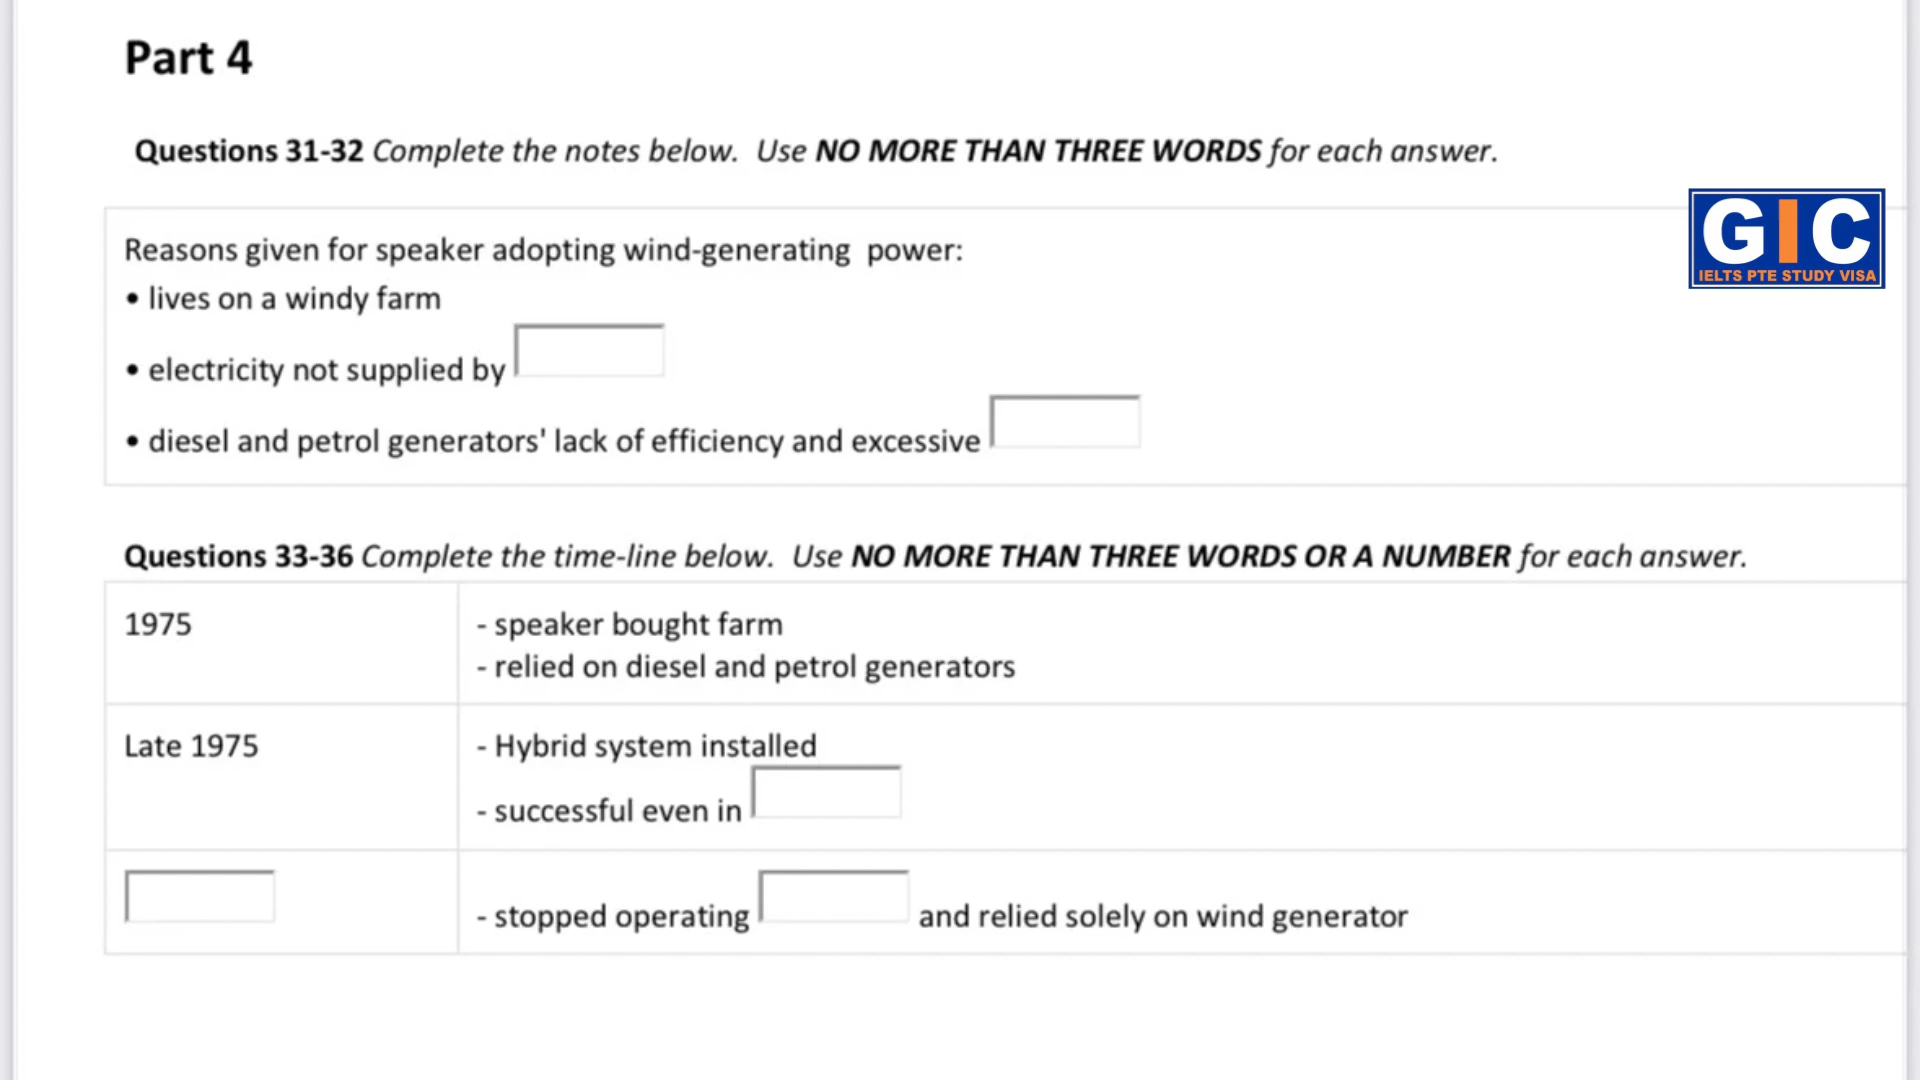 Part 4
Questions 31-32 Complete the notes below. Use NO MORE THAN THREE WORDS for each answer.
GIC
IELTS PTE STUDY VISA
Reasons given for speaker adopting wind-generating power:
• lives on a windy farm
• electricity not supplied by
• diesel and petrol generators' lack of efficiency and excessive
Questions 33-36 Complete the time-line below. Use NO MORE THAN THREE WORDS OR A NUMBER for each answer.
1975
- speaker bought farm
- relied on diesel and petrol generators
Late 1975
- Hybrid system installed
- successful even in
- stopped operating and relied solely on wind generator